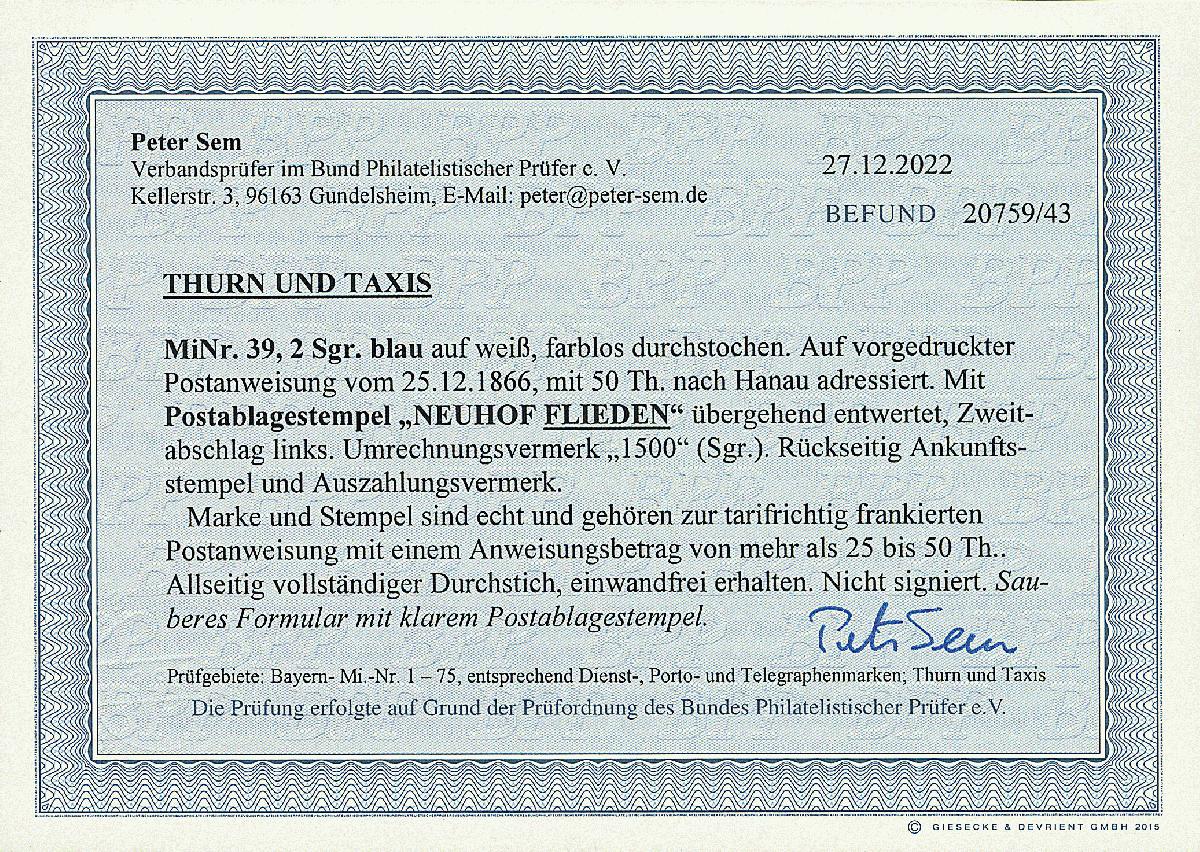 Peter Sem
Verbandsprüfer im Bund Philatelistischer Prüfer e. V.
Kellerstr. 3, 96163 Gundelsheim, E-Mail: peter@peter-sem.de
27.12.2022
BEFUND 20759/43
THURN UND TAXIS
MiNr. 39, 2 Sgr. blau auf weiß, farblos durchstochen. Auf vorgedruckter
Postanweisung vom 25.12.1866, mit 50 Th. nach Hanau adressiert. Mit
Postablagestempel „NEUHOF FLIEDEN“ übergehend entwertet, Zweit-
abschlag links. Umrechnungsvermerk „1500“ (Sgr.). Rückseitig Ankunfts-
stempel und Auszahlungsvermerk.
Marke und Stempel sind echt und gehören zur tarifrichtig frankierten
Postanweisung mit einem Anweisungsbetrag von mehr als 25 bis 50 Th..
Allseitig vollständiger Durchstich, einwandfrei erhalten. Nicht signiert. Sau-
beres Formular mit klarem Postablagestempel.
Peter Sem
Prüfgebiete: Bayern- Mi.-Nr. 1 – 75, entsprechend Dienst-, Porto- und Telegraphenmarken; Thurn und Taxis
Die Prüfung erfolgte auf Grund der Prüfordnung des Bundes Philatelistischer Prüfer e.V.
© GIESECKE & DEVRIENT GMBH 2015